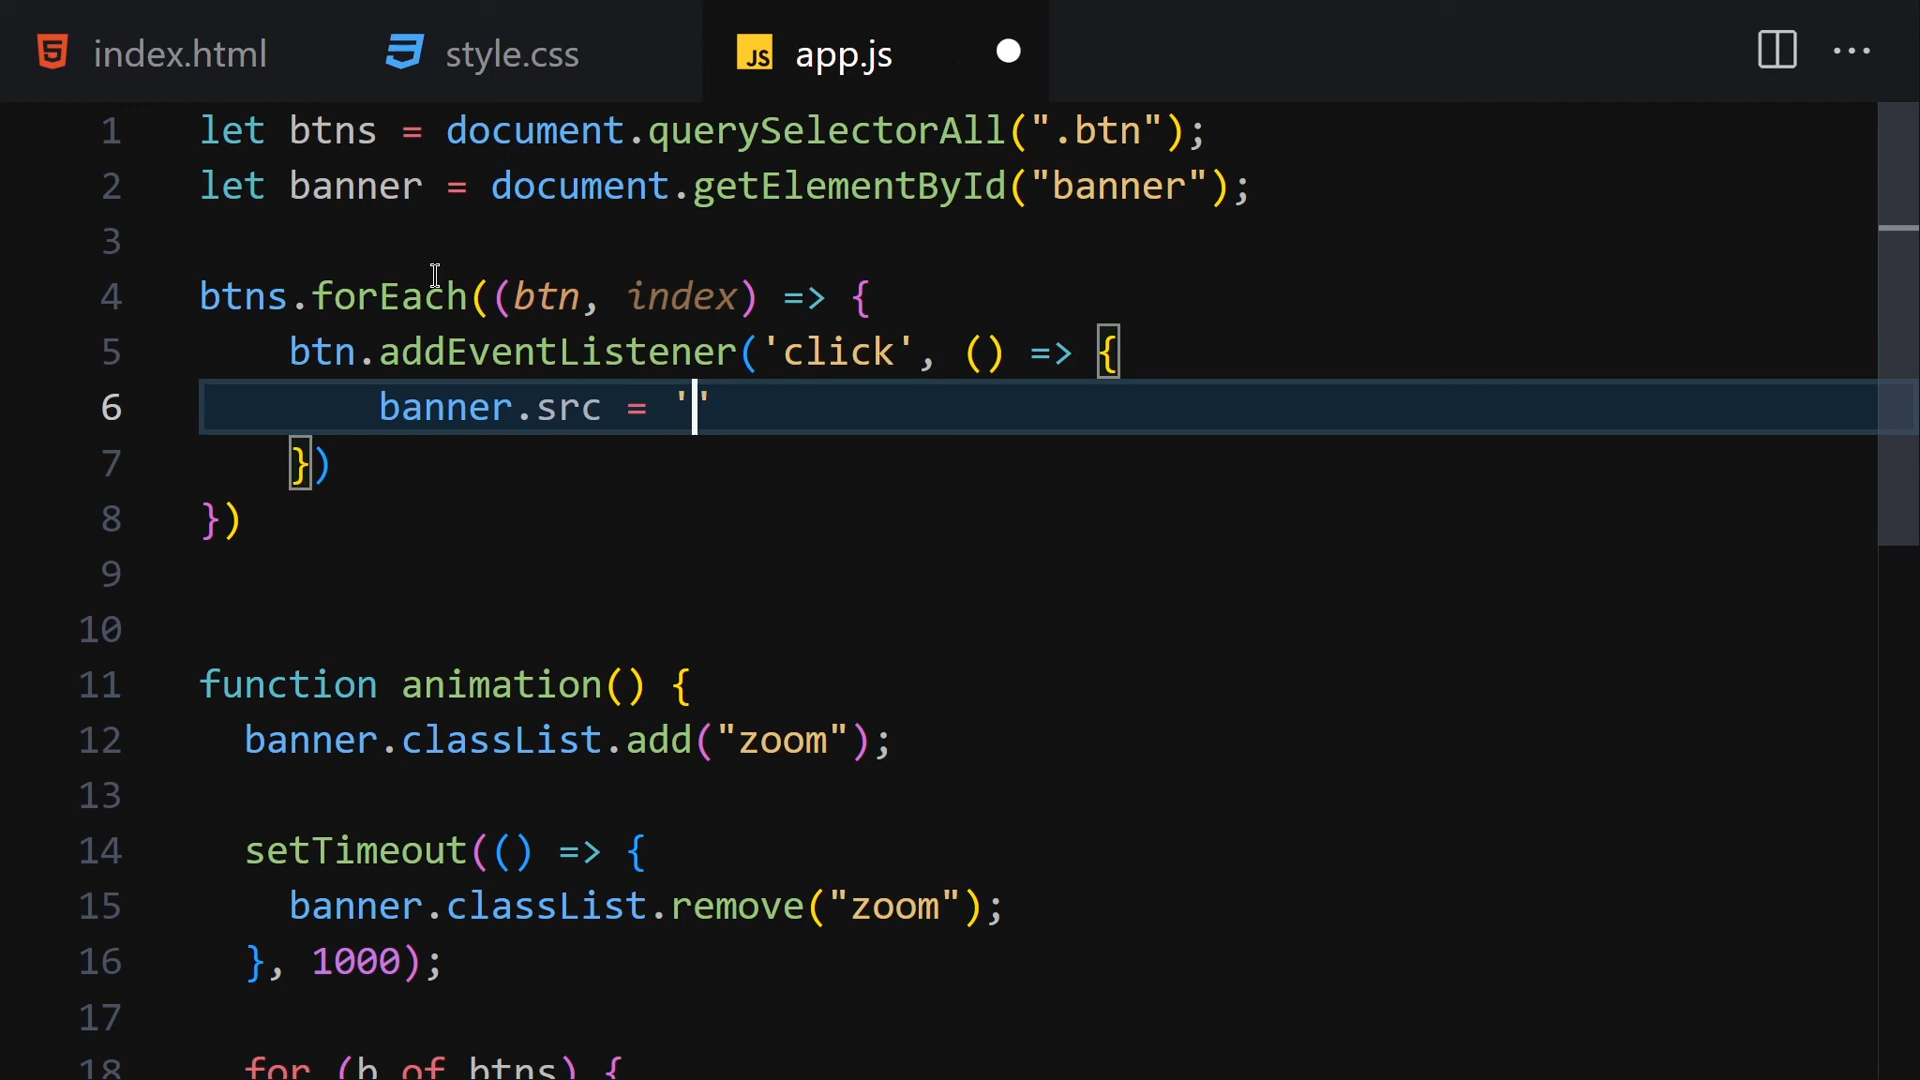 index.html
style.css
JS app.js
1 let btns = document.querySelectorAll(".btn");
2 let banner = document.getElementById("banner");
3
4 btns.forEach((btn, index) => {
5     btn.addEventListener('click', () => {
6         banner.src = ''
7     })
8 })
9
10
11 function animation() {
12   banner.classList.add("zoom");
13
14   setTimeout(() => {
15     banner.classList.remove("zoom");
16   }, 1000);
17
18   for (b of btns) {